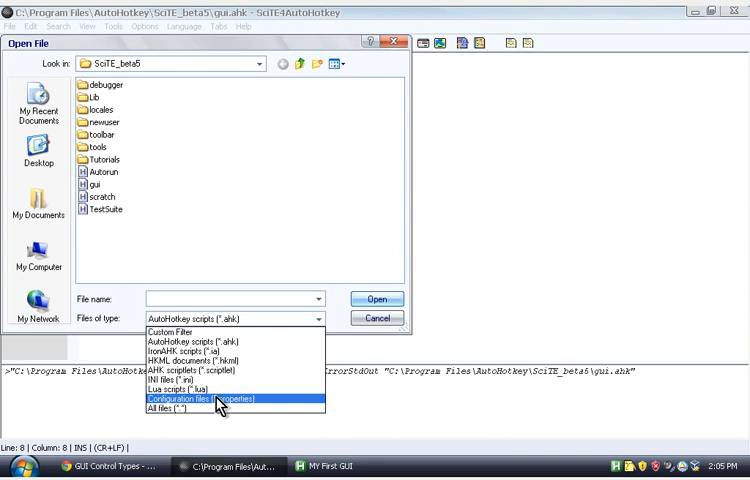 C:\Program Files\AutoHotkey\SciTE_beta5\gui.ahk - SciTE4AutoHotkey
File Edit Search View Tools Options Language Tabs Help
Open File
Look in: SciTE_beta5
My Recent Documents
Desktop
My Documents
My Computer
My Network
debugger
Lib
locales
newuser
toolbar
tools
Tutorials
Autorun
gui
scratch
TestSuite
File name:
Open
Files of type: AutoHotkey scripts (*.ahk)
Cancel
Custom Filter
AutoHotkey scripts (*.ahk)
IronAHK scripts (*.ia)
HKML documents (*.hkml)
AHK scriptlets (*.scriptlet)
INI files (*.ini)
Lua scripts (*.lua)
Configuration files (*.properties)
All files (*.*)
>"C:\Program Files\AutoHotk ErrorStdOut "C:\Program Files\AutoHotkey\SciTE_beta5\gui.ahk"
Line: 8 | Column: 8 | INS | (CR+LF) |
GUI Control Types - ...
C:\Program Files/Aut...
MY First GUI
2:05 PM